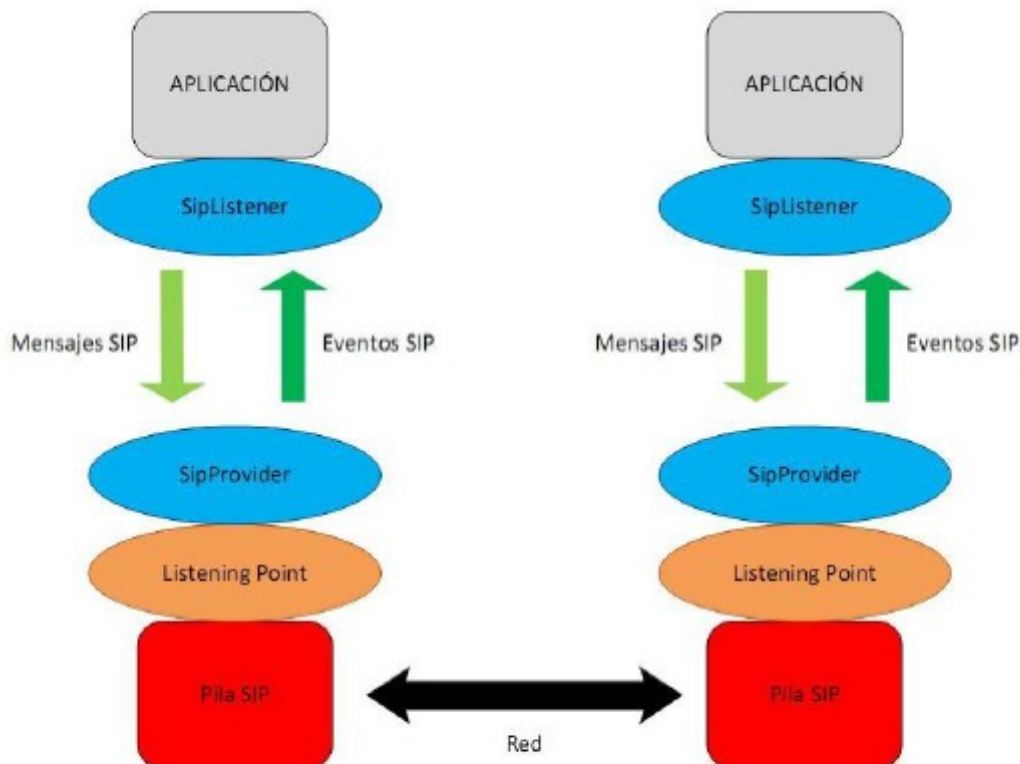 APLICACIÓN
APLICACIÓN
SipListener
SipListener
Mensajes SIP
Eventos SIP
Mensajes SIP
Eventos SIP
SipProvider
SipProvider
Listening Point
Listening Point
Pila SIP
Pila SIP
Red